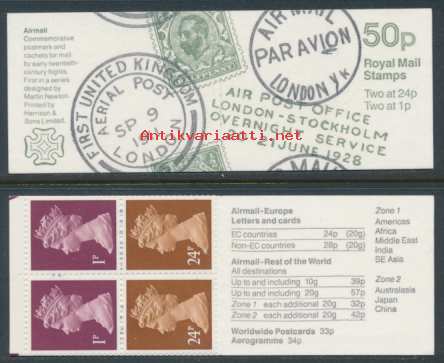 Airmail
Commemorative
postmark and
cachets for mail
for early twentieth-
century flights.
First in a series
designed by
Martin Newton.
Printed by
Harrison &
Sons Limited.
FIRST UNITED KINGDOM
AERIAL POST
SP 9
LONDON
AIR MAIL
PAR AVION
LONDON
AIR POST OFFICE
LONDON-STOCKHOLM
OVERNIGHT SERVICE
21 JUNE 1928
MAIL
50p
Royal Mail
Stamps
Two at 24p
Two at 1p
huuto.net
1P
24P
1P
24P
Airmail-Europe
Letters and cards
EC countries 24p (20g)
Non-EC countries 28p (20g)
Airmail-Rest of the World
All destinations
Up to and including 10g 39p
Up to and including 20g 57p
Zone 1 each additional 20g 32p
Zone 2 each additional 20g 42p
Worldwide Postcards 33p
Aerogramme 34p
Zone 1
Americas
Africa
Middle East
India
SE Asia
Zone 2
Australasia
Japan
China